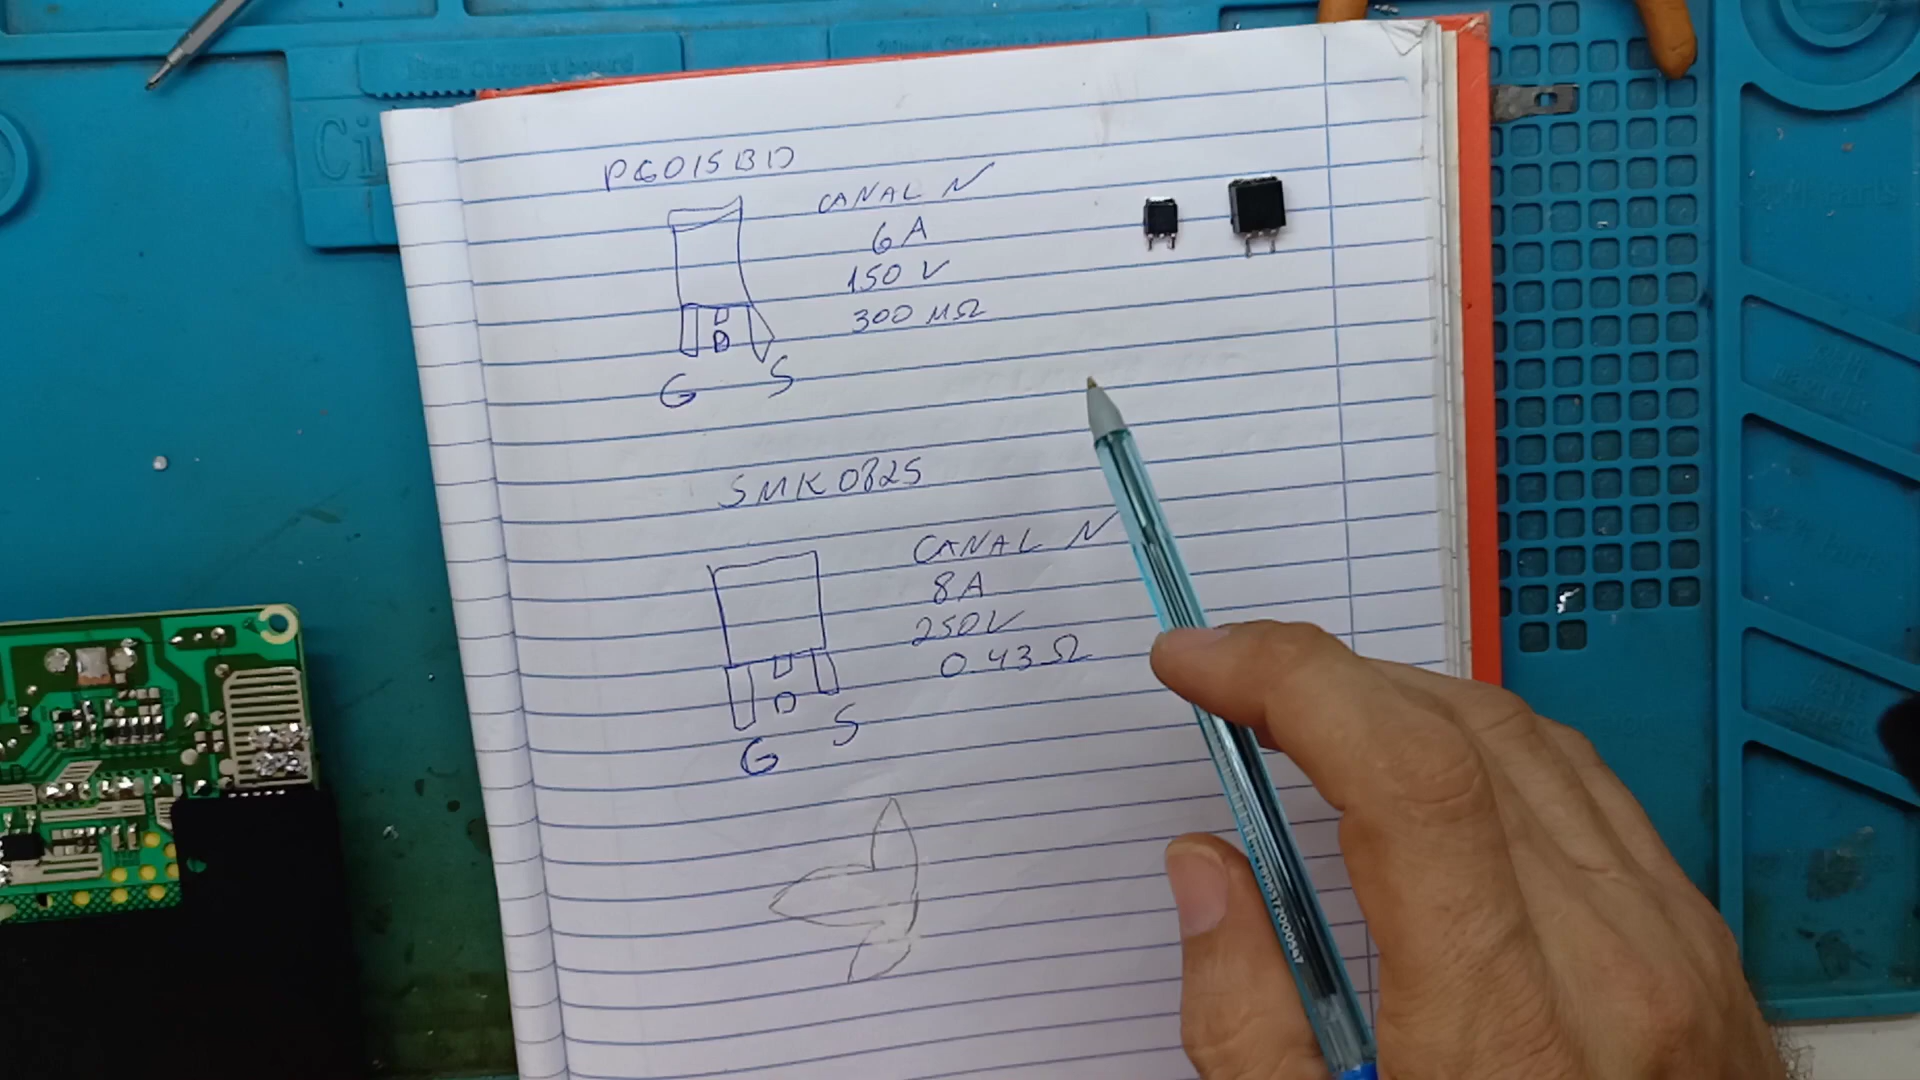 P6015BD
CANAL N
6A
150V
300 MΩ
D
G S
SMK0825
CANAL N
8A
250V
0.43Ω
D
G S